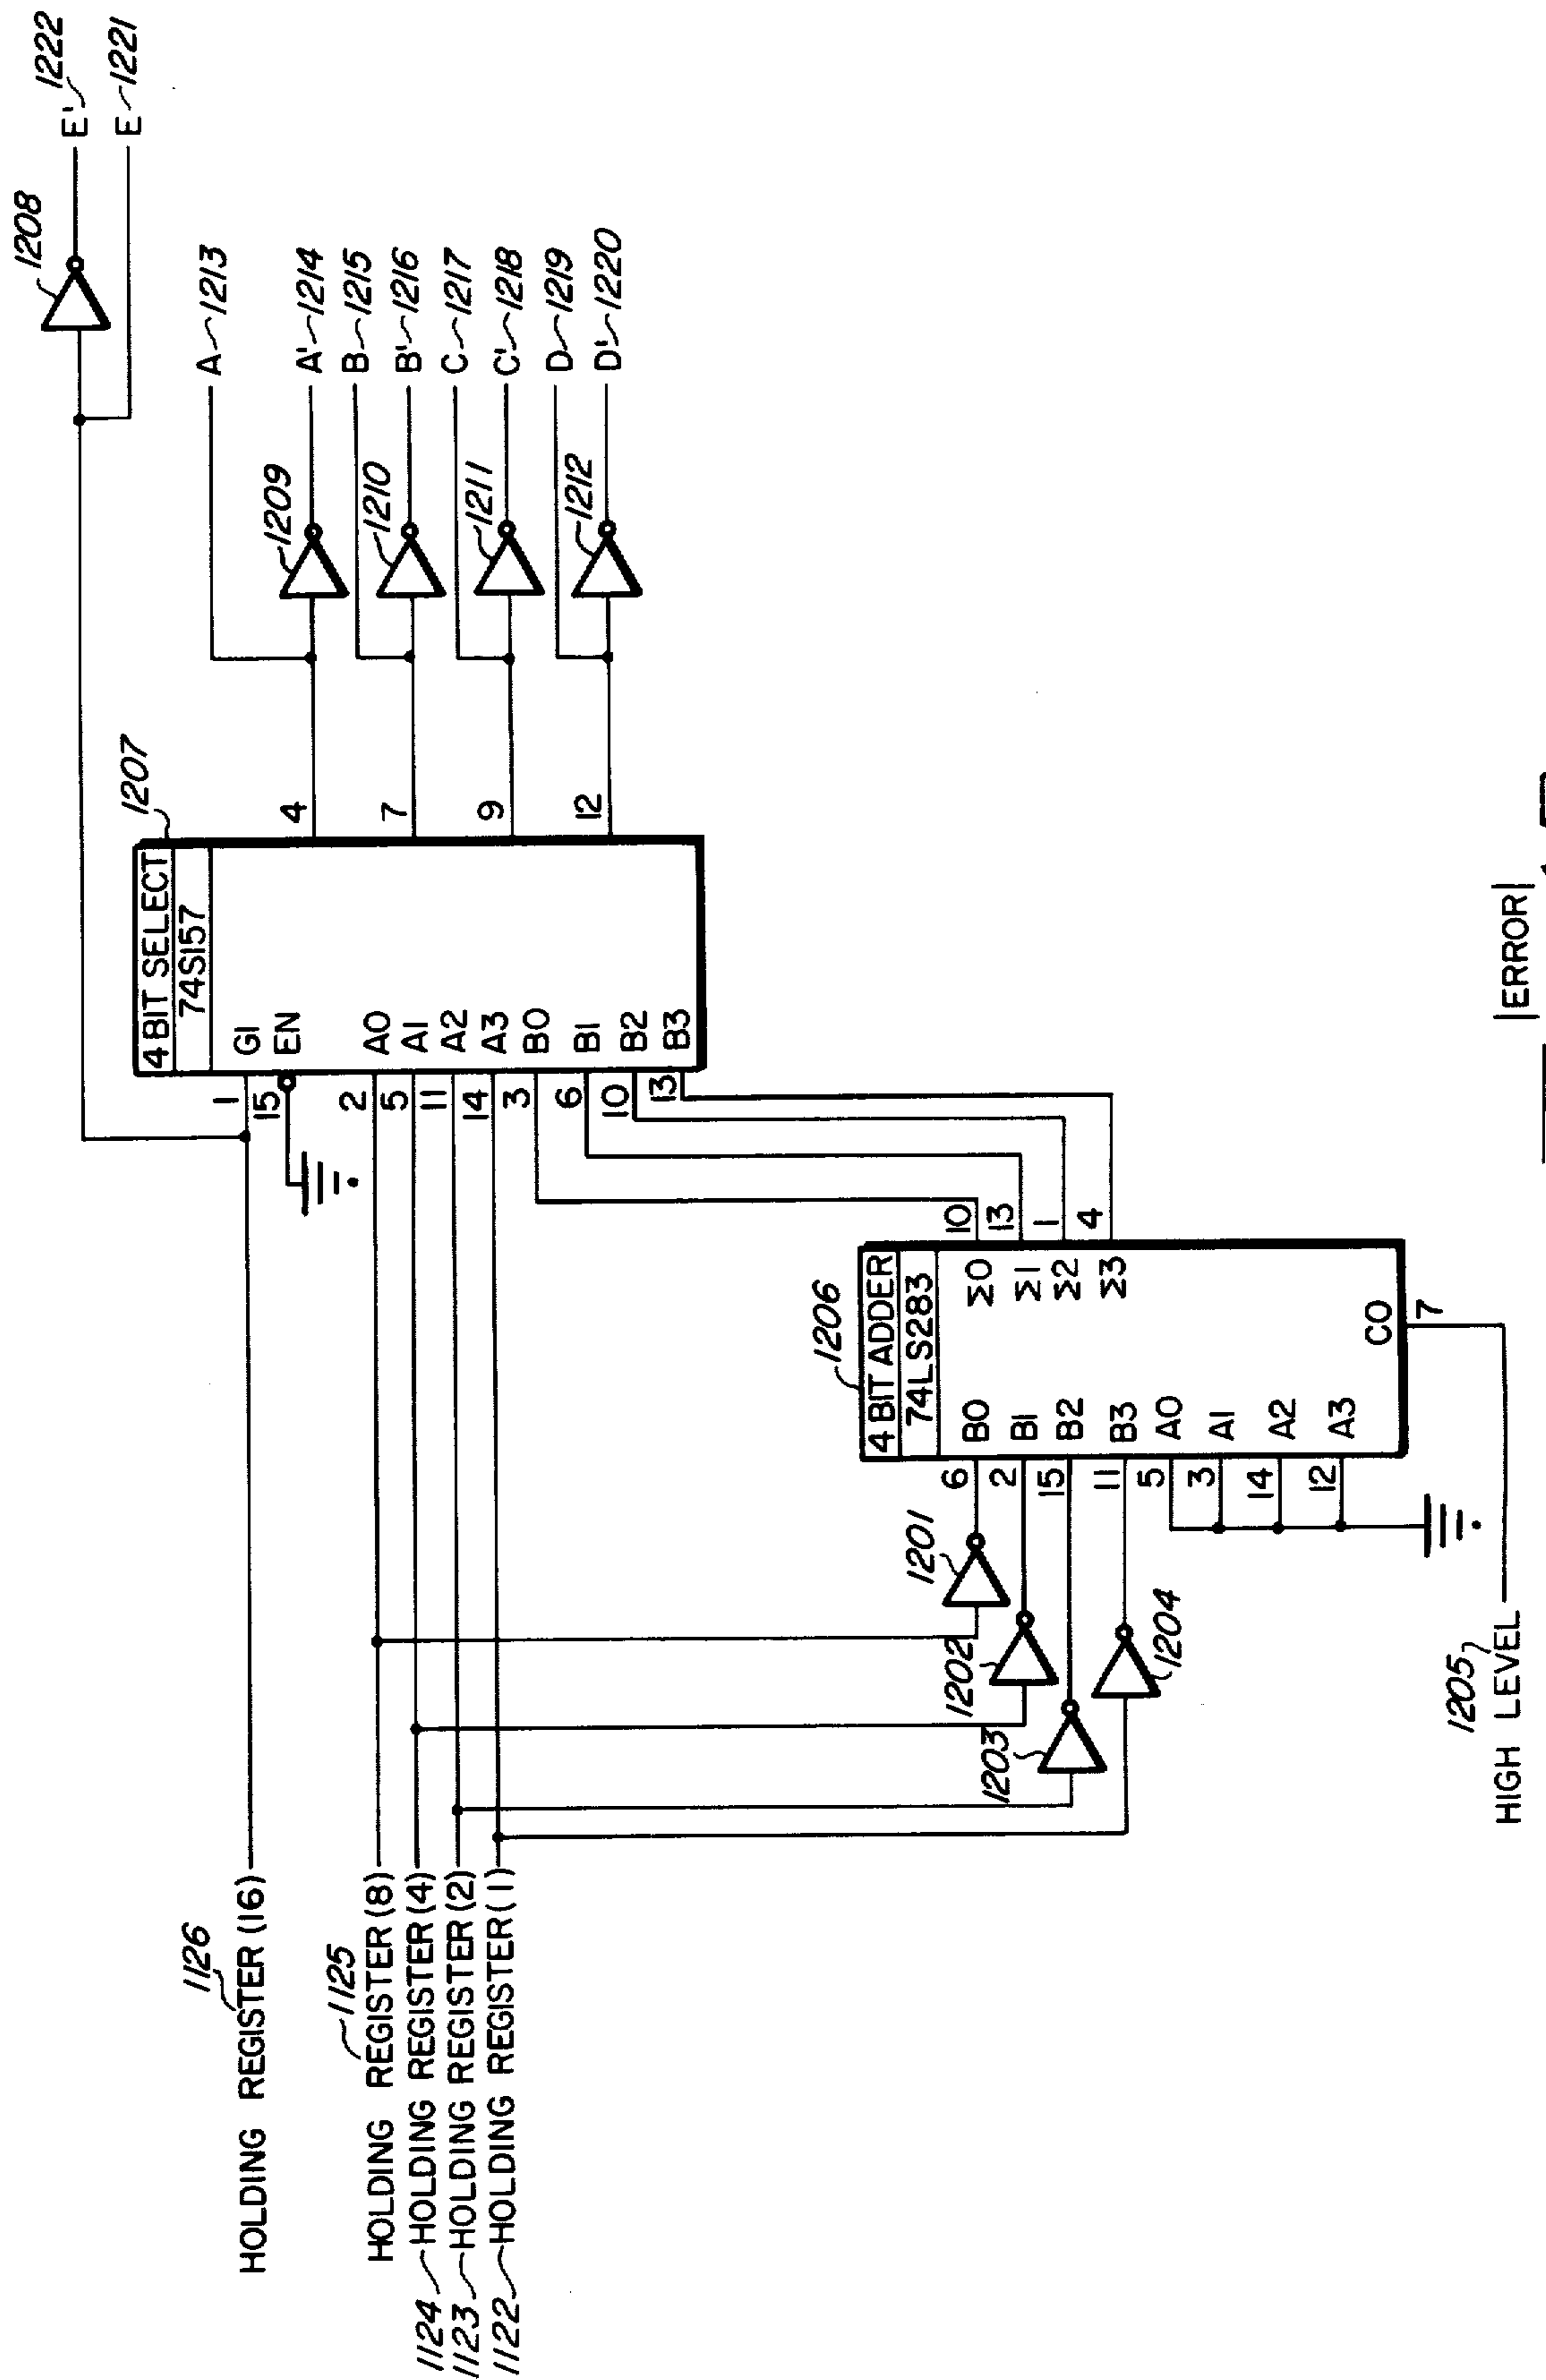 1126
HOLDING REGISTER (16)
1125
HOLDING REGISTER (8)
1124 HOLDING REGISTER (4)
1123 HOLDING REGISTER (2)
1122 HOLDING REGISTER (1)
1207
4 BIT SELECT
74S157
1 G1
15 EN
2 A0
5 A1
11 A2
14 A3
3 B0
6 B1
10 B2
13 B3
4
7
9
12
1208
E' 1222
E 1221
A 1213
1209
A' 1214
B 1215
1210
B' 1216
C 1217
1211
C' 1218
D 1219
1212
D' 1220
1201
1202
1203
1204
1206
4 BIT ADDER
74LS283
6 B0
2 B1
15 B2
11 B3
5 A0
3 A1
14 A2
12 A3
Σ0 10
Σ1 13
Σ2 1
Σ3 4
C0
7
1205
HIGH LEVEL
|ERROR|